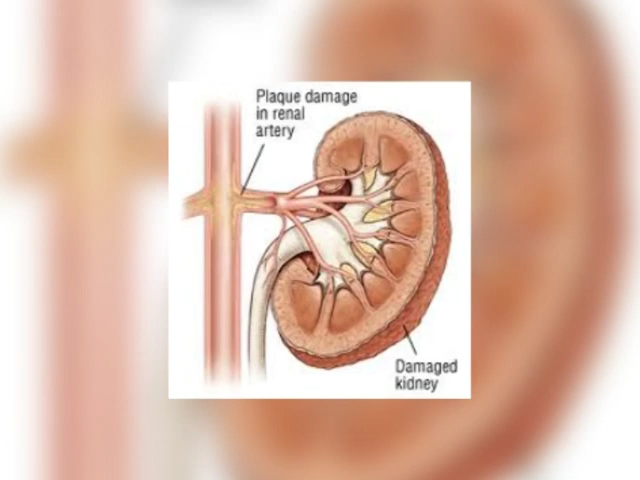 Plaque damage
in renal
artery
Damaged
kidney